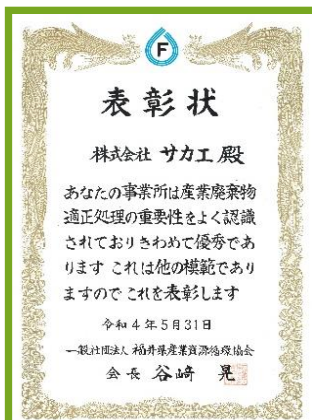 F
表彰状
株式会社 サカエ 殿
あなたの事業所は産業廃棄物
適正処理の重要性をよく認識
されておりきわめて優秀であ
ります これは他の模範であり
ますので これを表彰します
令和4年5月31日
一般社団法人 福井県産業資源循環協会
会長 谷﨑 晃